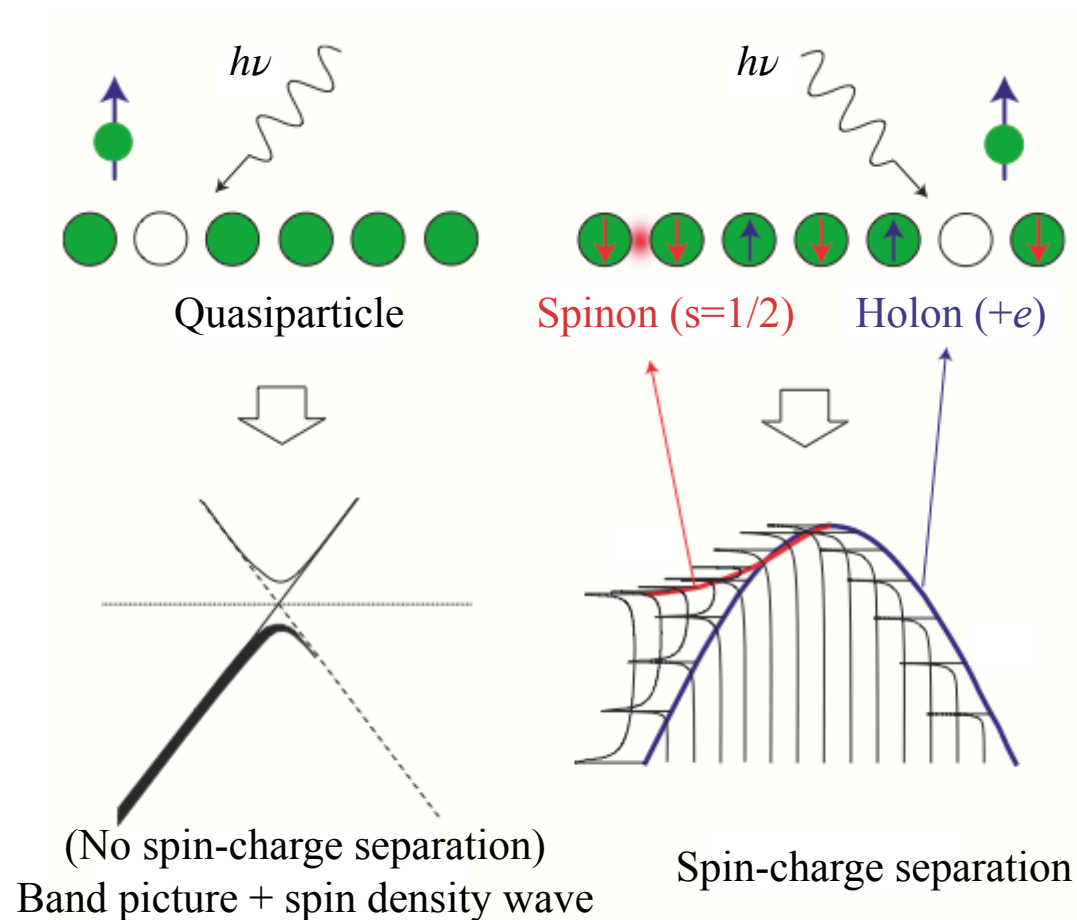 hν
hν
Quasiparticle
Spinon (s=1/2)
Holon (+e)
(No spin-charge separation)
Band picture + spin density wave
Spin-charge separation